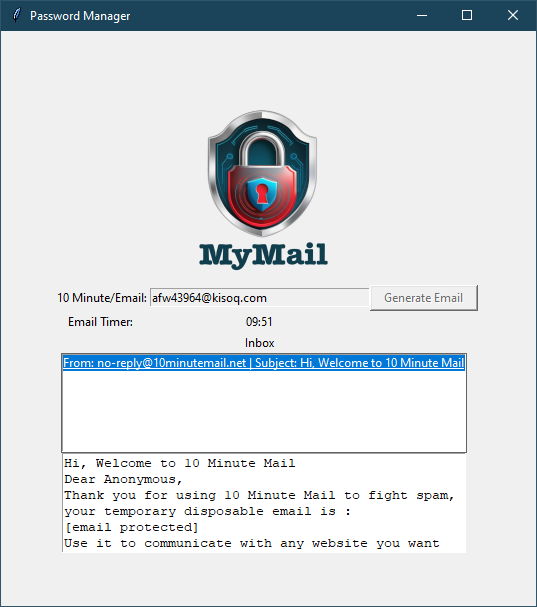 Password Manager
MyMail
10 Minute/Email: afw43964@kisoq.com Generate Email
Email Timer: 09:51
Inbox
From: no-reply@10minutemail.net | Subject: Hi, Welcome to 10 Minute Mail
Hi, Welcome to 10 Minute Mail
Dear Anonymous,
Thank you for using 10 Minute Mail to fight spam,
your temporary disposable email is :
[email protected]
Use it to communicate with any website you want